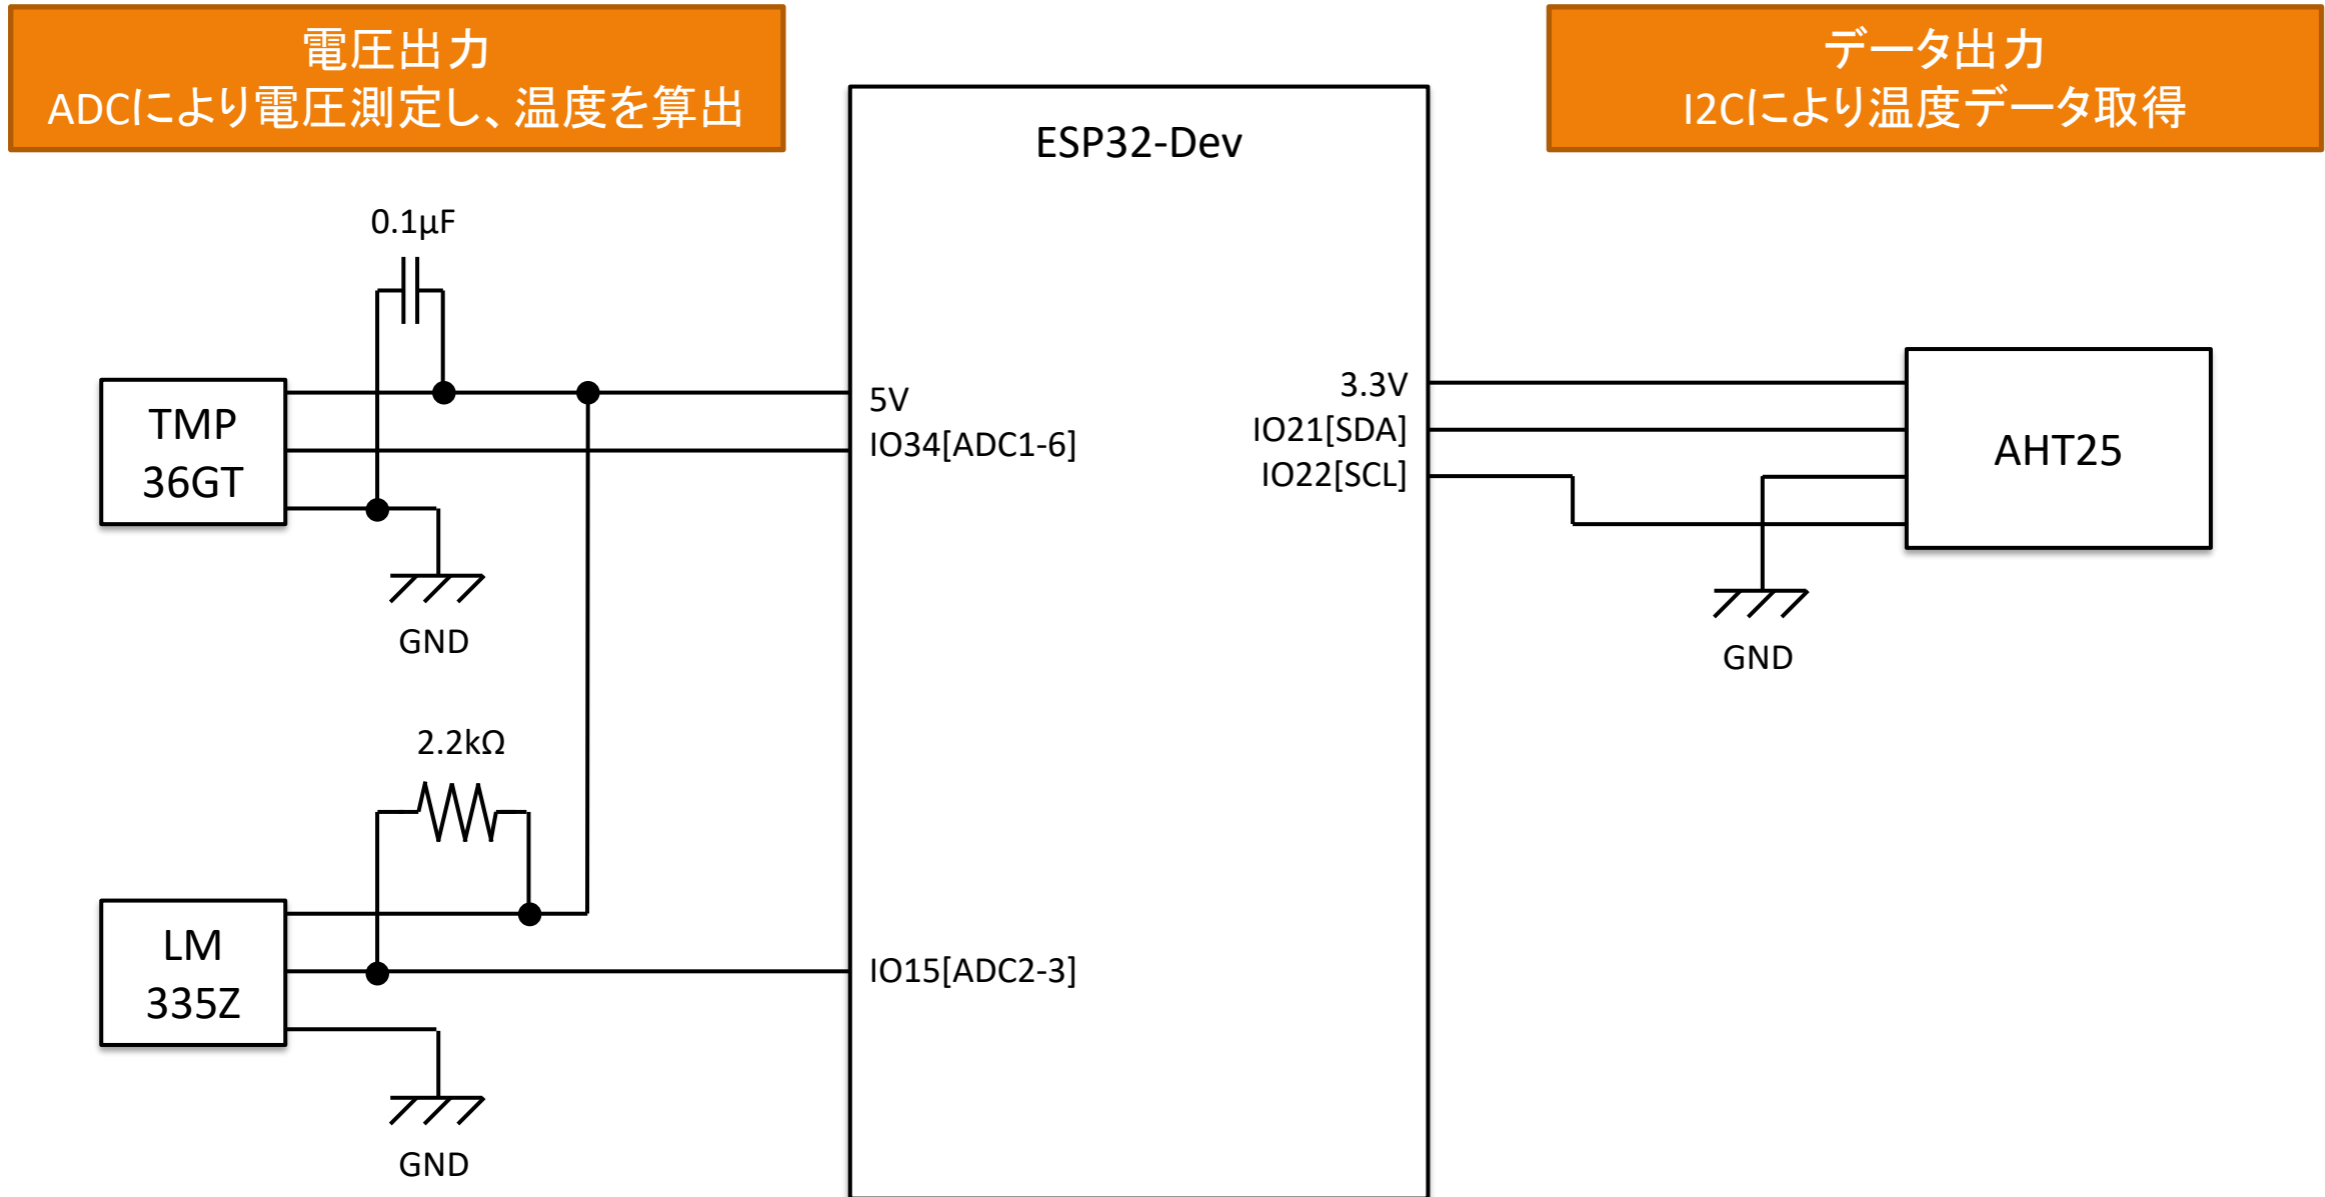 電圧出力
ADCにより電圧測定し、温度を算出
データ出力
I2Cにより温度データ取得
ESP32-Dev
0.1μF
TMP
36GT
5V
IO34[ADC1-6]
GND
3.3V
IO21[SDA]
IO22[SCL]
AHT25
GND
2.2kΩ
LM
335Z
IO15[ADC2-3]
GND